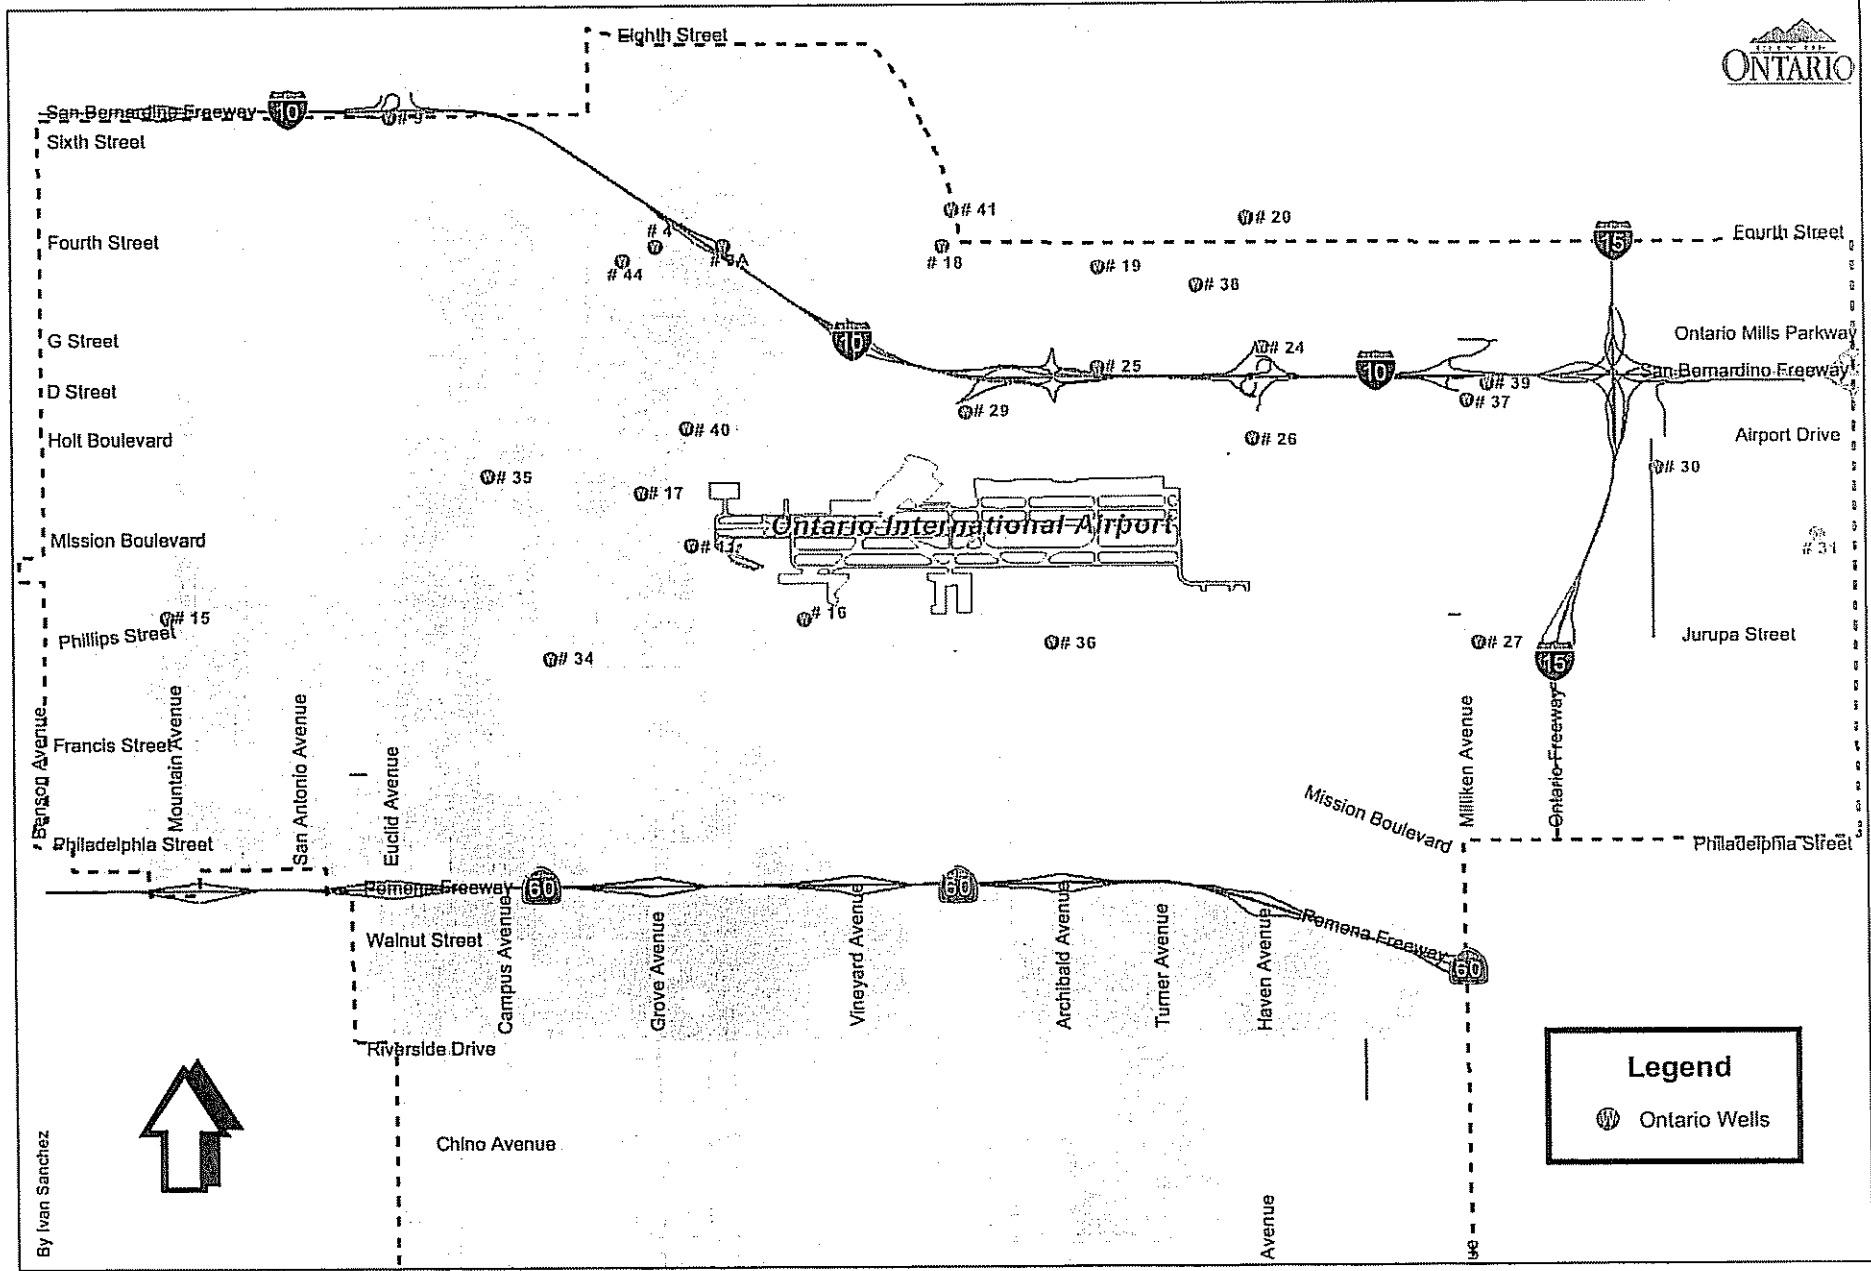 Eighth Street
CITY OF
ONTARIO
San Bernardino Freeway
10
Sixth Street
# 41
# 20
Fourth Street
# 4
# 18
15
Fourth Street
# 44
# 19
# 38
G Street
10
# 24
Ontario Mills Parkway
# 25
10
San Bernardino Freeway
D Street
# 39
# 29
# 37
Holt Boulevard
# 40
# 26
Airport Drive
# 35
# 17
# 30
Ontario International Airport
Mission Boulevard
# 31
# 15
# 16
Phillips Street
# 34
# 36
# 27
15
Jurupa Street
Benson Avenue
Francis Street
Mountain Avenue
San Antonio Avenue
Euclid Avenue
Mission Boulevard
Milliken Avenue
Ontario Freeway
Philadelphia Street
Philadelphia Street
Pomona Freeway
60
60
Pomona Freeway
60
Walnut Street
Campus Avenue
Grove Avenue
Vineyard Avenue
Archibald Avenue
Turner Avenue
Haven Avenue
Riverside Drive
Legend
W Ontario Wells
Chino Avenue
Avenue
ue
By Ivan Sanchez